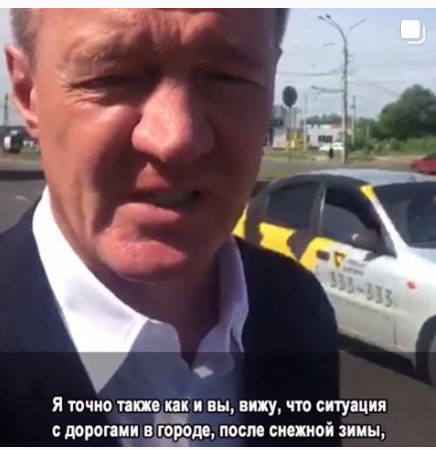 333-333
Я точно также как и вы, вижу, что ситуация
с дорогами в городе, после снежной зимы,